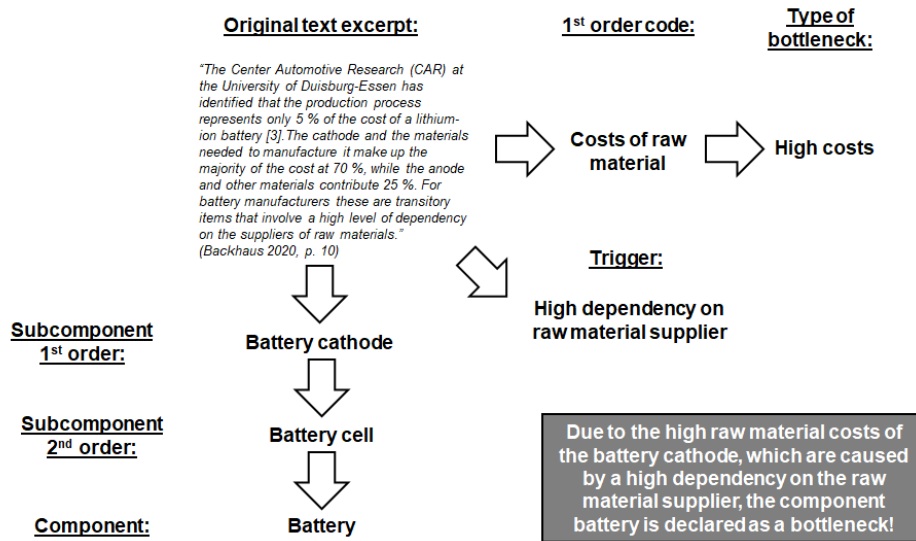 Original text excerpt:
1st order code:
Type of
bottleneck:
“The Center Automotive Research (CAR) at
the University of Duisburg-Essen has
identified that the production process
represents only 5 % of the cost of a lithium-
ion battery [3].The cathode and the materials
needed to manufacture it make up the
majority of the cost at 70 %, while the anode
and other materials contribute 25 %. For
battery manufacturers these are transitory
items that involve a high level of dependency
on the suppliers of raw materials.”
(Backhaus 2020, p. 10)
Costs of raw
material
High costs
Trigger:
High dependency on
raw material supplier
Subcomponent
1st order:
Battery cathode
Subcomponent
2nd order:
Battery cell
Component:
Battery
Due to the high raw material costs of
the battery cathode, which are caused
by a high dependency on the raw
material supplier, the component
battery is declared as a bottleneck!